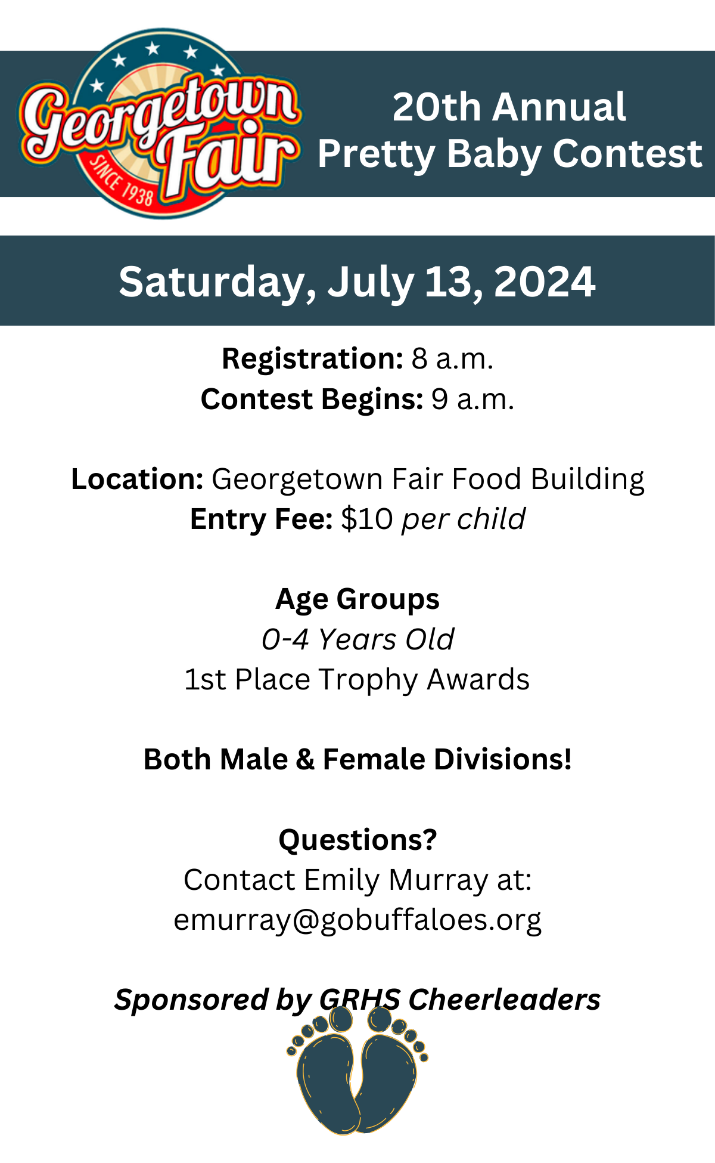 Georgetown
Fair
SINCE 1938
20th Annual
Pretty Baby Contest
Saturday, July 13, 2024
Registration: 8 a.m.
Contest Begins: 9 a.m.
Location: Georgetown Fair Food Building
Entry Fee: $10 per child
Age Groups
0-4 Years Old
1st Place Trophy Awards
Both Male & Female Divisions!
Questions?
Contact Emily Murray at:
emurray@gobuffaloes.org
Sponsored by GRHS Cheerleaders